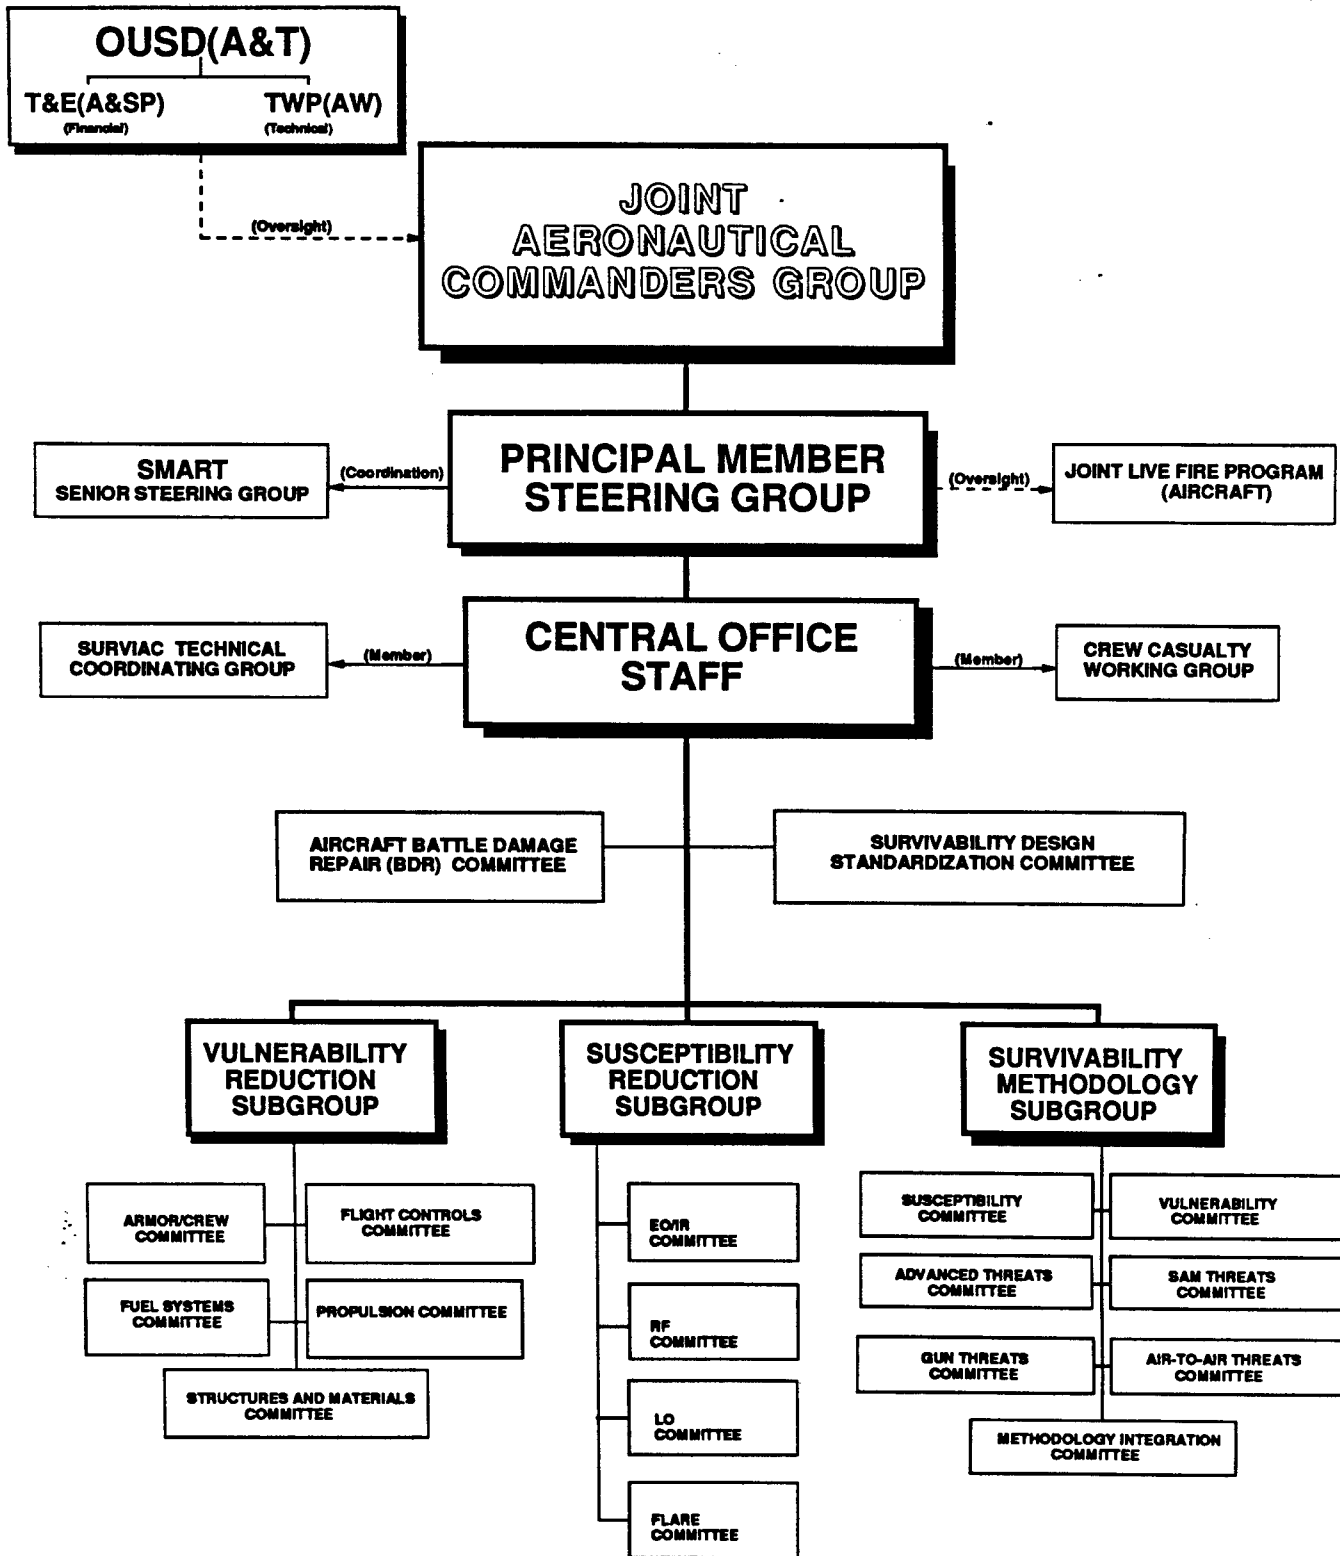 OUSD(A&T)
T&E(A&SP)
(Financial)
TWP(AW)
(Technical)
(Oversight)
JOINT
AERONAUTICAL
COMMANDERS GROUP
SMART
SENIOR STEERING GROUP
(Coordination)
PRINCIPAL MEMBER
STEERING GROUP
(Oversight)
JOINT LIVE FIRE PROGRAM
(AIRCRAFT)
SURVIAC TECHNICAL
COORDINATING GROUP
(Member)
CENTRAL OFFICE
STAFF
(Member)
CREW CASUALTY
WORKING GROUP
AIRCRAFT BATTLE DAMAGE
REPAIR (BDR) COMMITTEE
SURVIVABILITY DESIGN
STANDARDIZATION COMMITTEE
VULNERABILITY
REDUCTION
SUBGROUP
SUSCEPTIBILITY
REDUCTION
SUBGROUP
SURVIVABILITY
METHODOLOGY
SUBGROUP
ARMOR/CREW
COMMITTEE
FLIGHT CONTROLS
COMMITTEE
FUEL SYSTEMS
COMMITTEE
PROPULSION COMMITTEE
STRUCTURES AND MATERIALS
COMMITTEE
EO/IR
COMMITTEE
RF
COMMITTEE
LO
COMMITTEE
FLARE
COMMITTEE
SUSCEPTIBILITY
COMMITTEE
VULNERABILITY
COMMITTEE
ADVANCED THREATS
COMMITTEE
SAM THREATS
COMMITTEE
GUN THREATS
COMMITTEE
AIR-TO-AIR THREATS
COMMITTEE
METHODOLOGY INTEGRATION
COMMITTEE